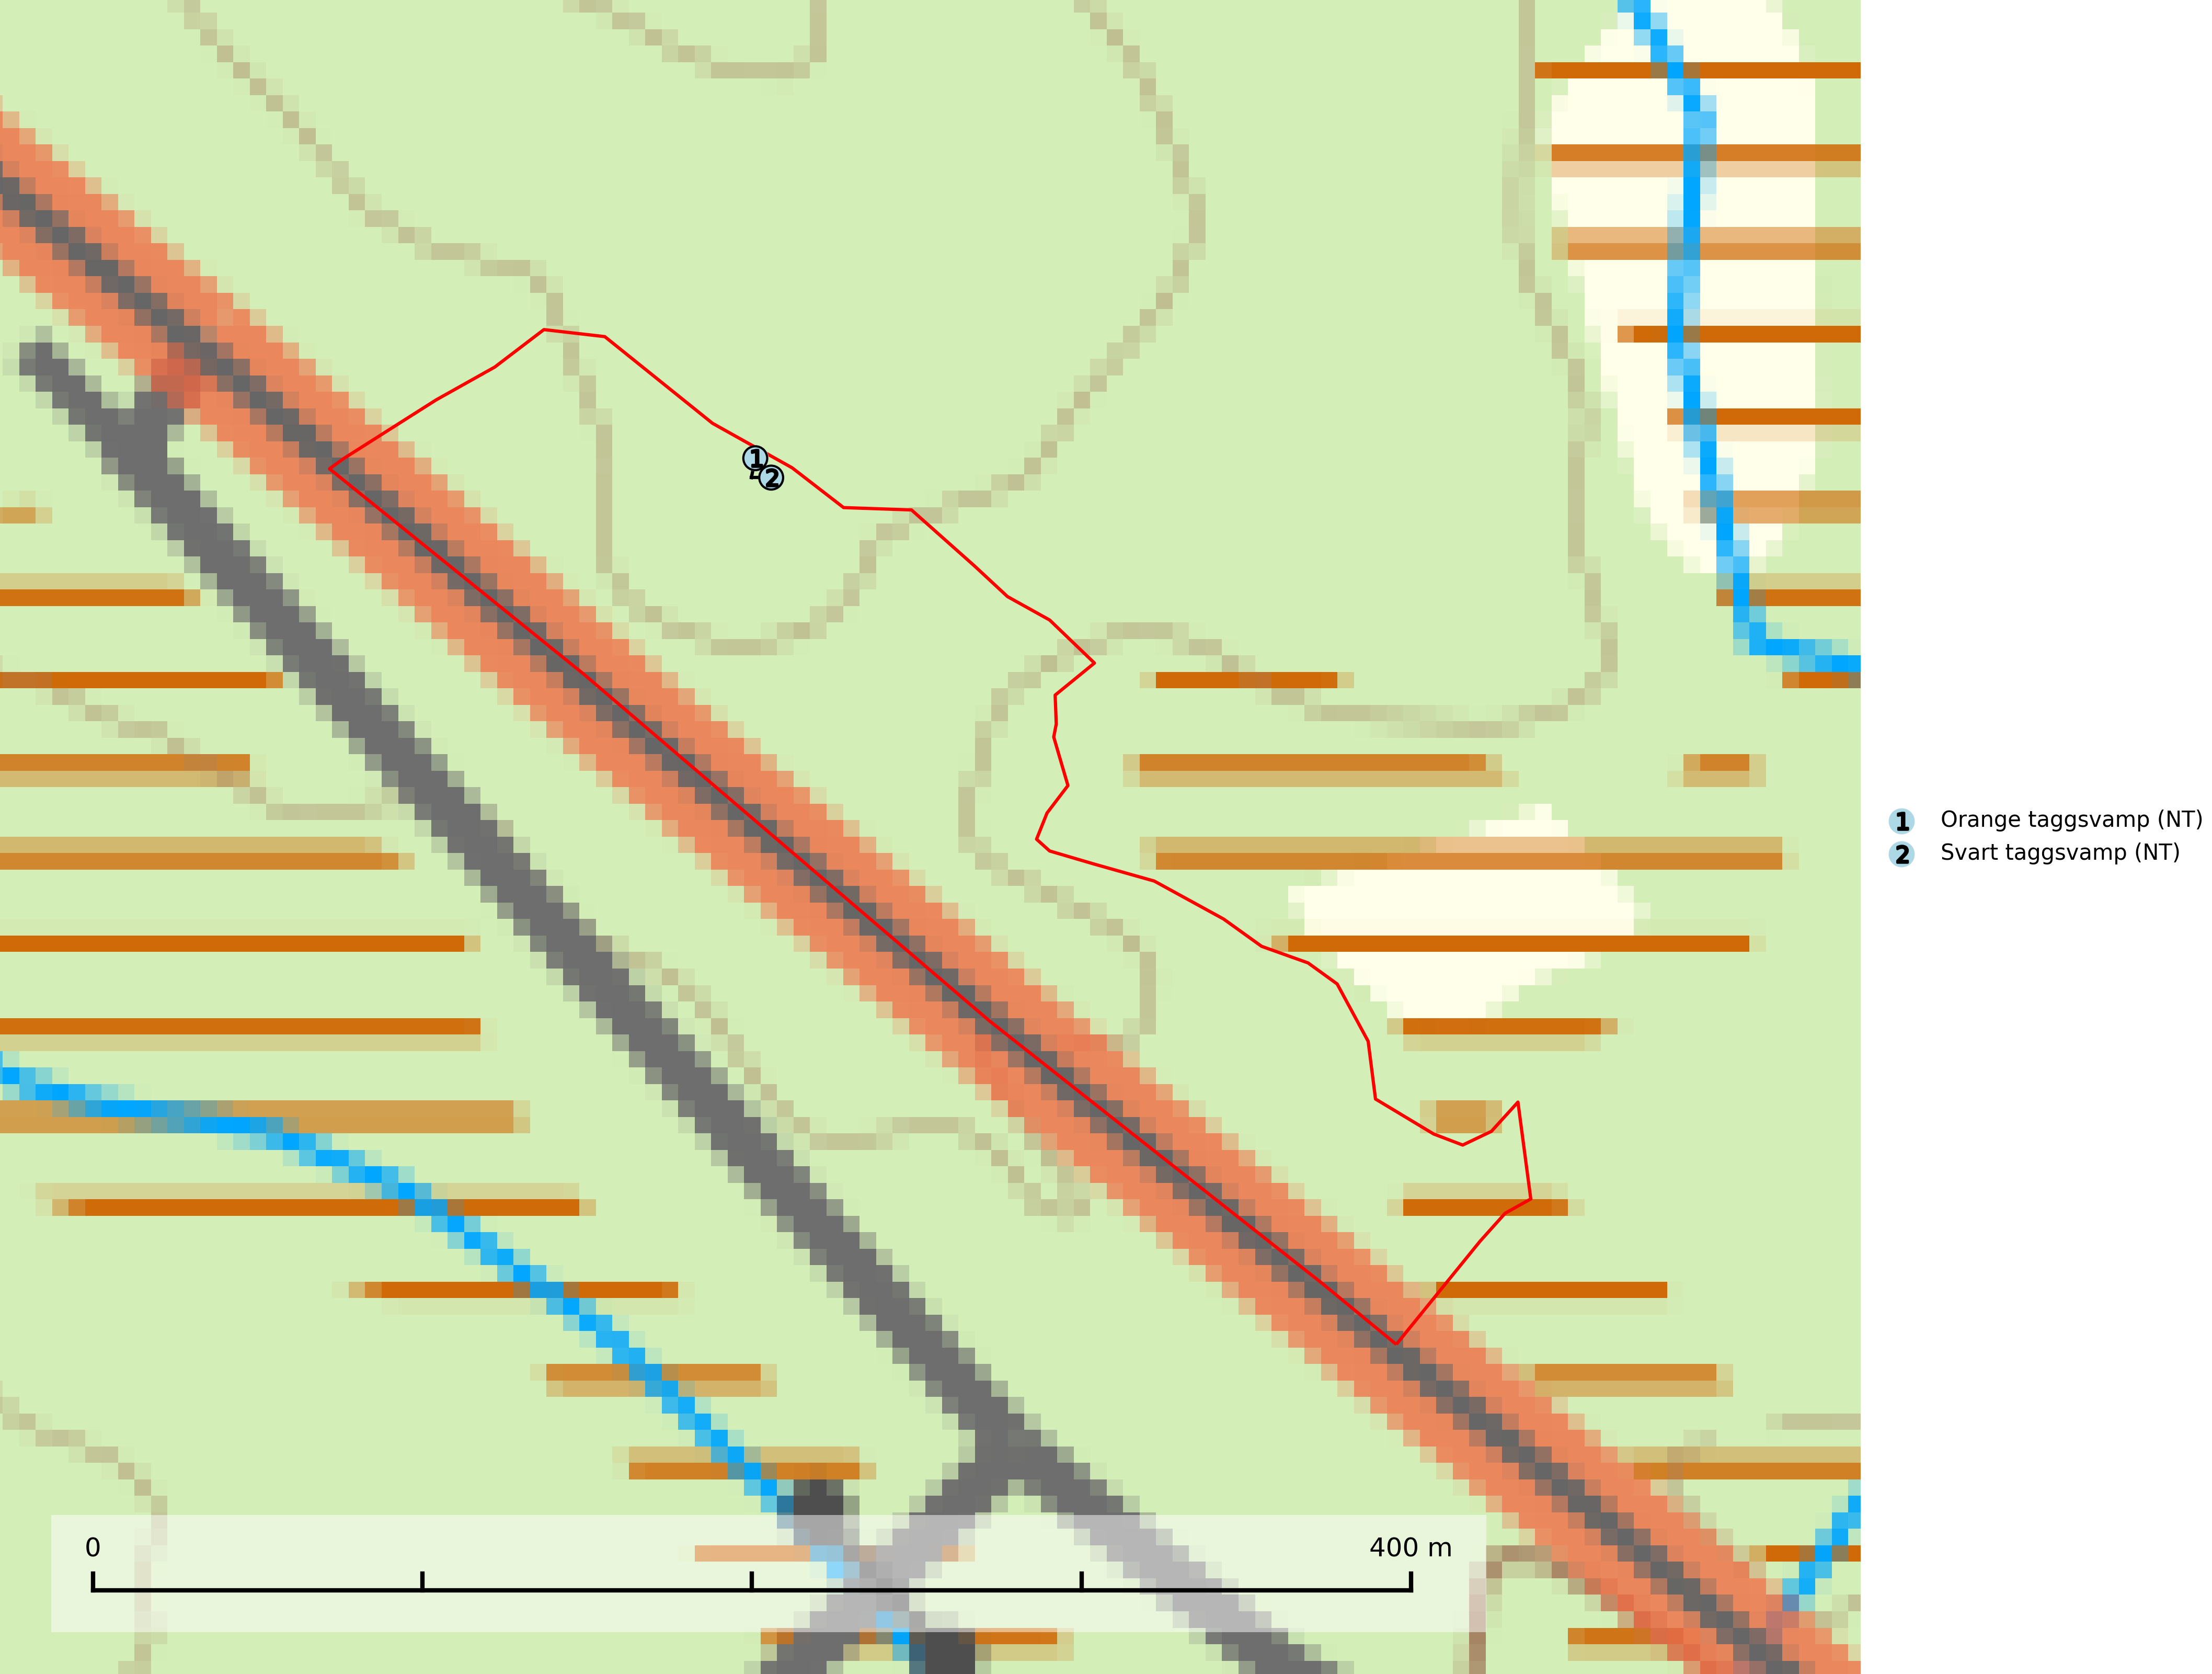 1
2
1 Orange taggsvamp (NT)
2 Svart taggsvamp (NT)
0 400 m